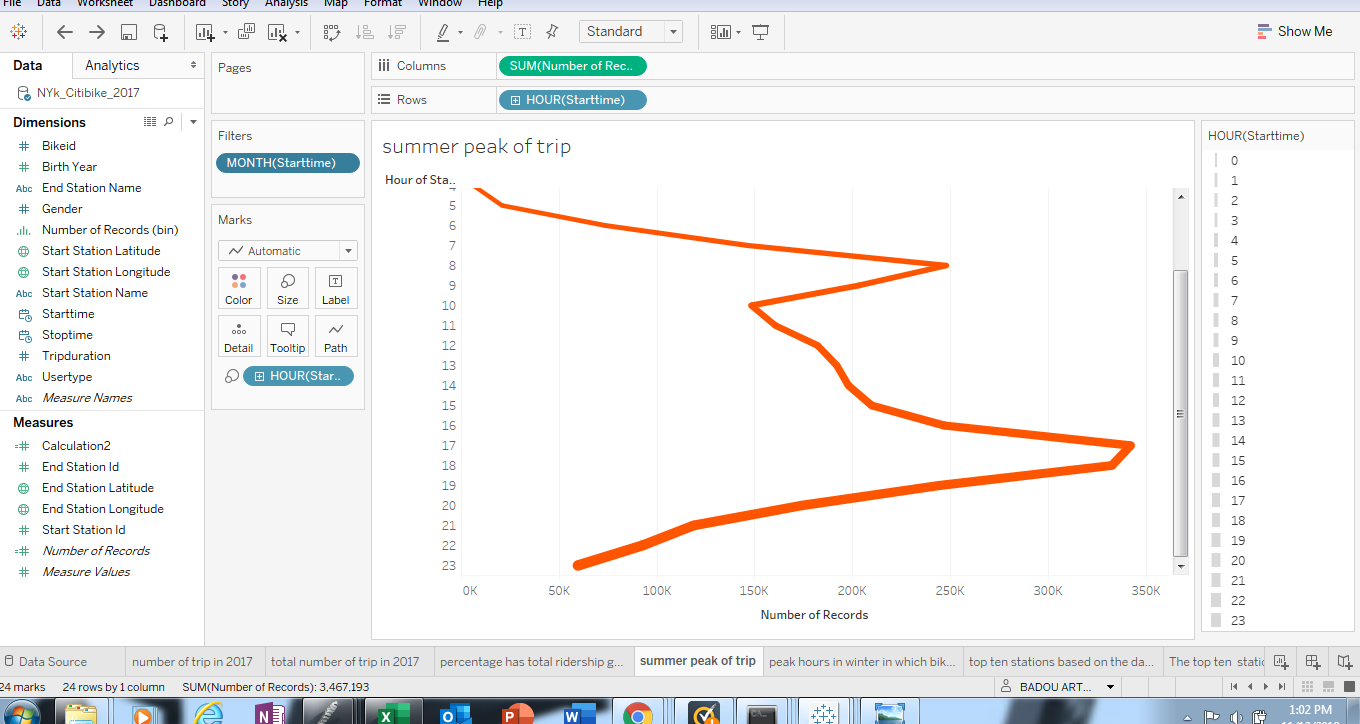 File Data Worksheet Dashboard Story Analysis Map Format Window Help
Standard
Show Me
Data Analytics
NYk_Citibike_2017
Dimensions
Bikeid
Birth Year
End Station Name
Gender
Number of Records (bin)
Start Station Latitude
Start Station Longitude
Start Station Name
Starttime
Stoptime
Tripduration
Usertype
Measure Names
Measures
Calculation2
End Station Id
End Station Latitude
End Station Longitude
Start Station Id
Number of Records
Measure Values
Pages
Filters
MONTH(Starttime)
Marks
Automatic
Color Size Label
Detail Tooltip Path
HOUR(Star..
Columns SUM(Number of Rec..
Rows HOUR(Starttime)
summer peak of trip
Hour of Sta..
4
5
6
7
8
9
10
11
12
13
14
15
16
17
18
19
20
21
22
23
0K 50K 100K 150K 200K 250K 300K 350K
Number of Records
HOUR(Starttime)
0
1
2
3
4
5
6
7
8
9
10
11
12
13
14
15
16
17
18
19
20
21
22
23
Data Source number of trip in 2017 total number of trip in 2017 percentage has total ridership g... summer peak of trip peak hours in winter in which bik... top ten stations based on the da... The top ten static
24 marks 24 rows by 1 column SUM(Number of Records): 3,467,193 BADOU ART...
1:02 PM